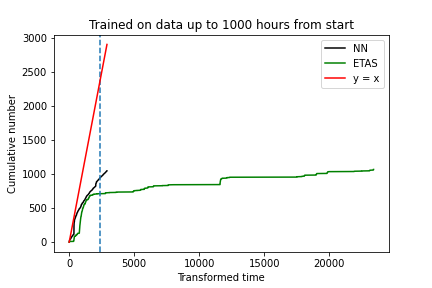 Trained on data up to 1000 hours from start
3000
2500
2000
1500
1000
500
0
Cumulative number
NN
ETAS
y = x
0
5000
10000
15000
20000
Transformed time